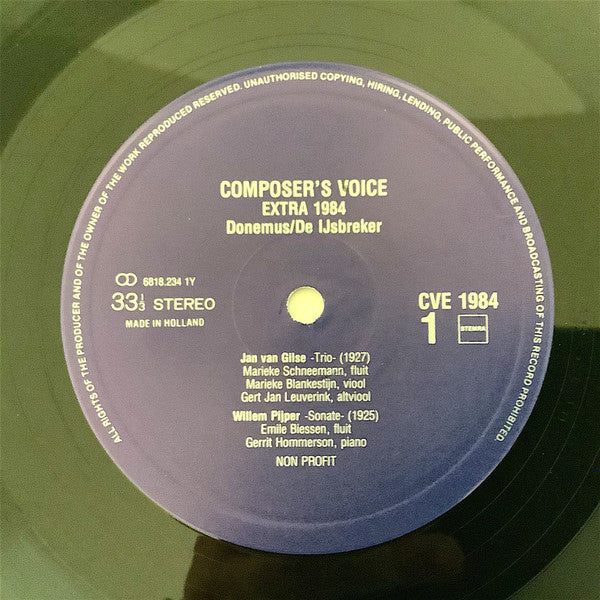 ALL RIGHTS OF THE PRODUCER AND OF THE OWNER OF THE WORK REPRODUCED RESERVED. UNAUTHORISED COPYING, HIRING, LENDING, PUBLIC PERFORMANCE AND BROADCASTING OF THIS RECORD PROHIBITED.
COMPOSER'S VOICE
EXTRA 1984
Donemus/De IJsbreker
6818.234 1Y
33⅓ STEREO
MADE IN HOLLAND
CVE 1984
1 STEMRA
Jan van Gilse -Trio- (1927)
Marieke Schneemann, fluit
Marieke Blankestijn, viool
Gert Jan Leuverink, altviool
Willem Pijper -Sonate- (1925)
Emile Biessen, fluit
Gerrit Hommerson, piano
NON PROFIT